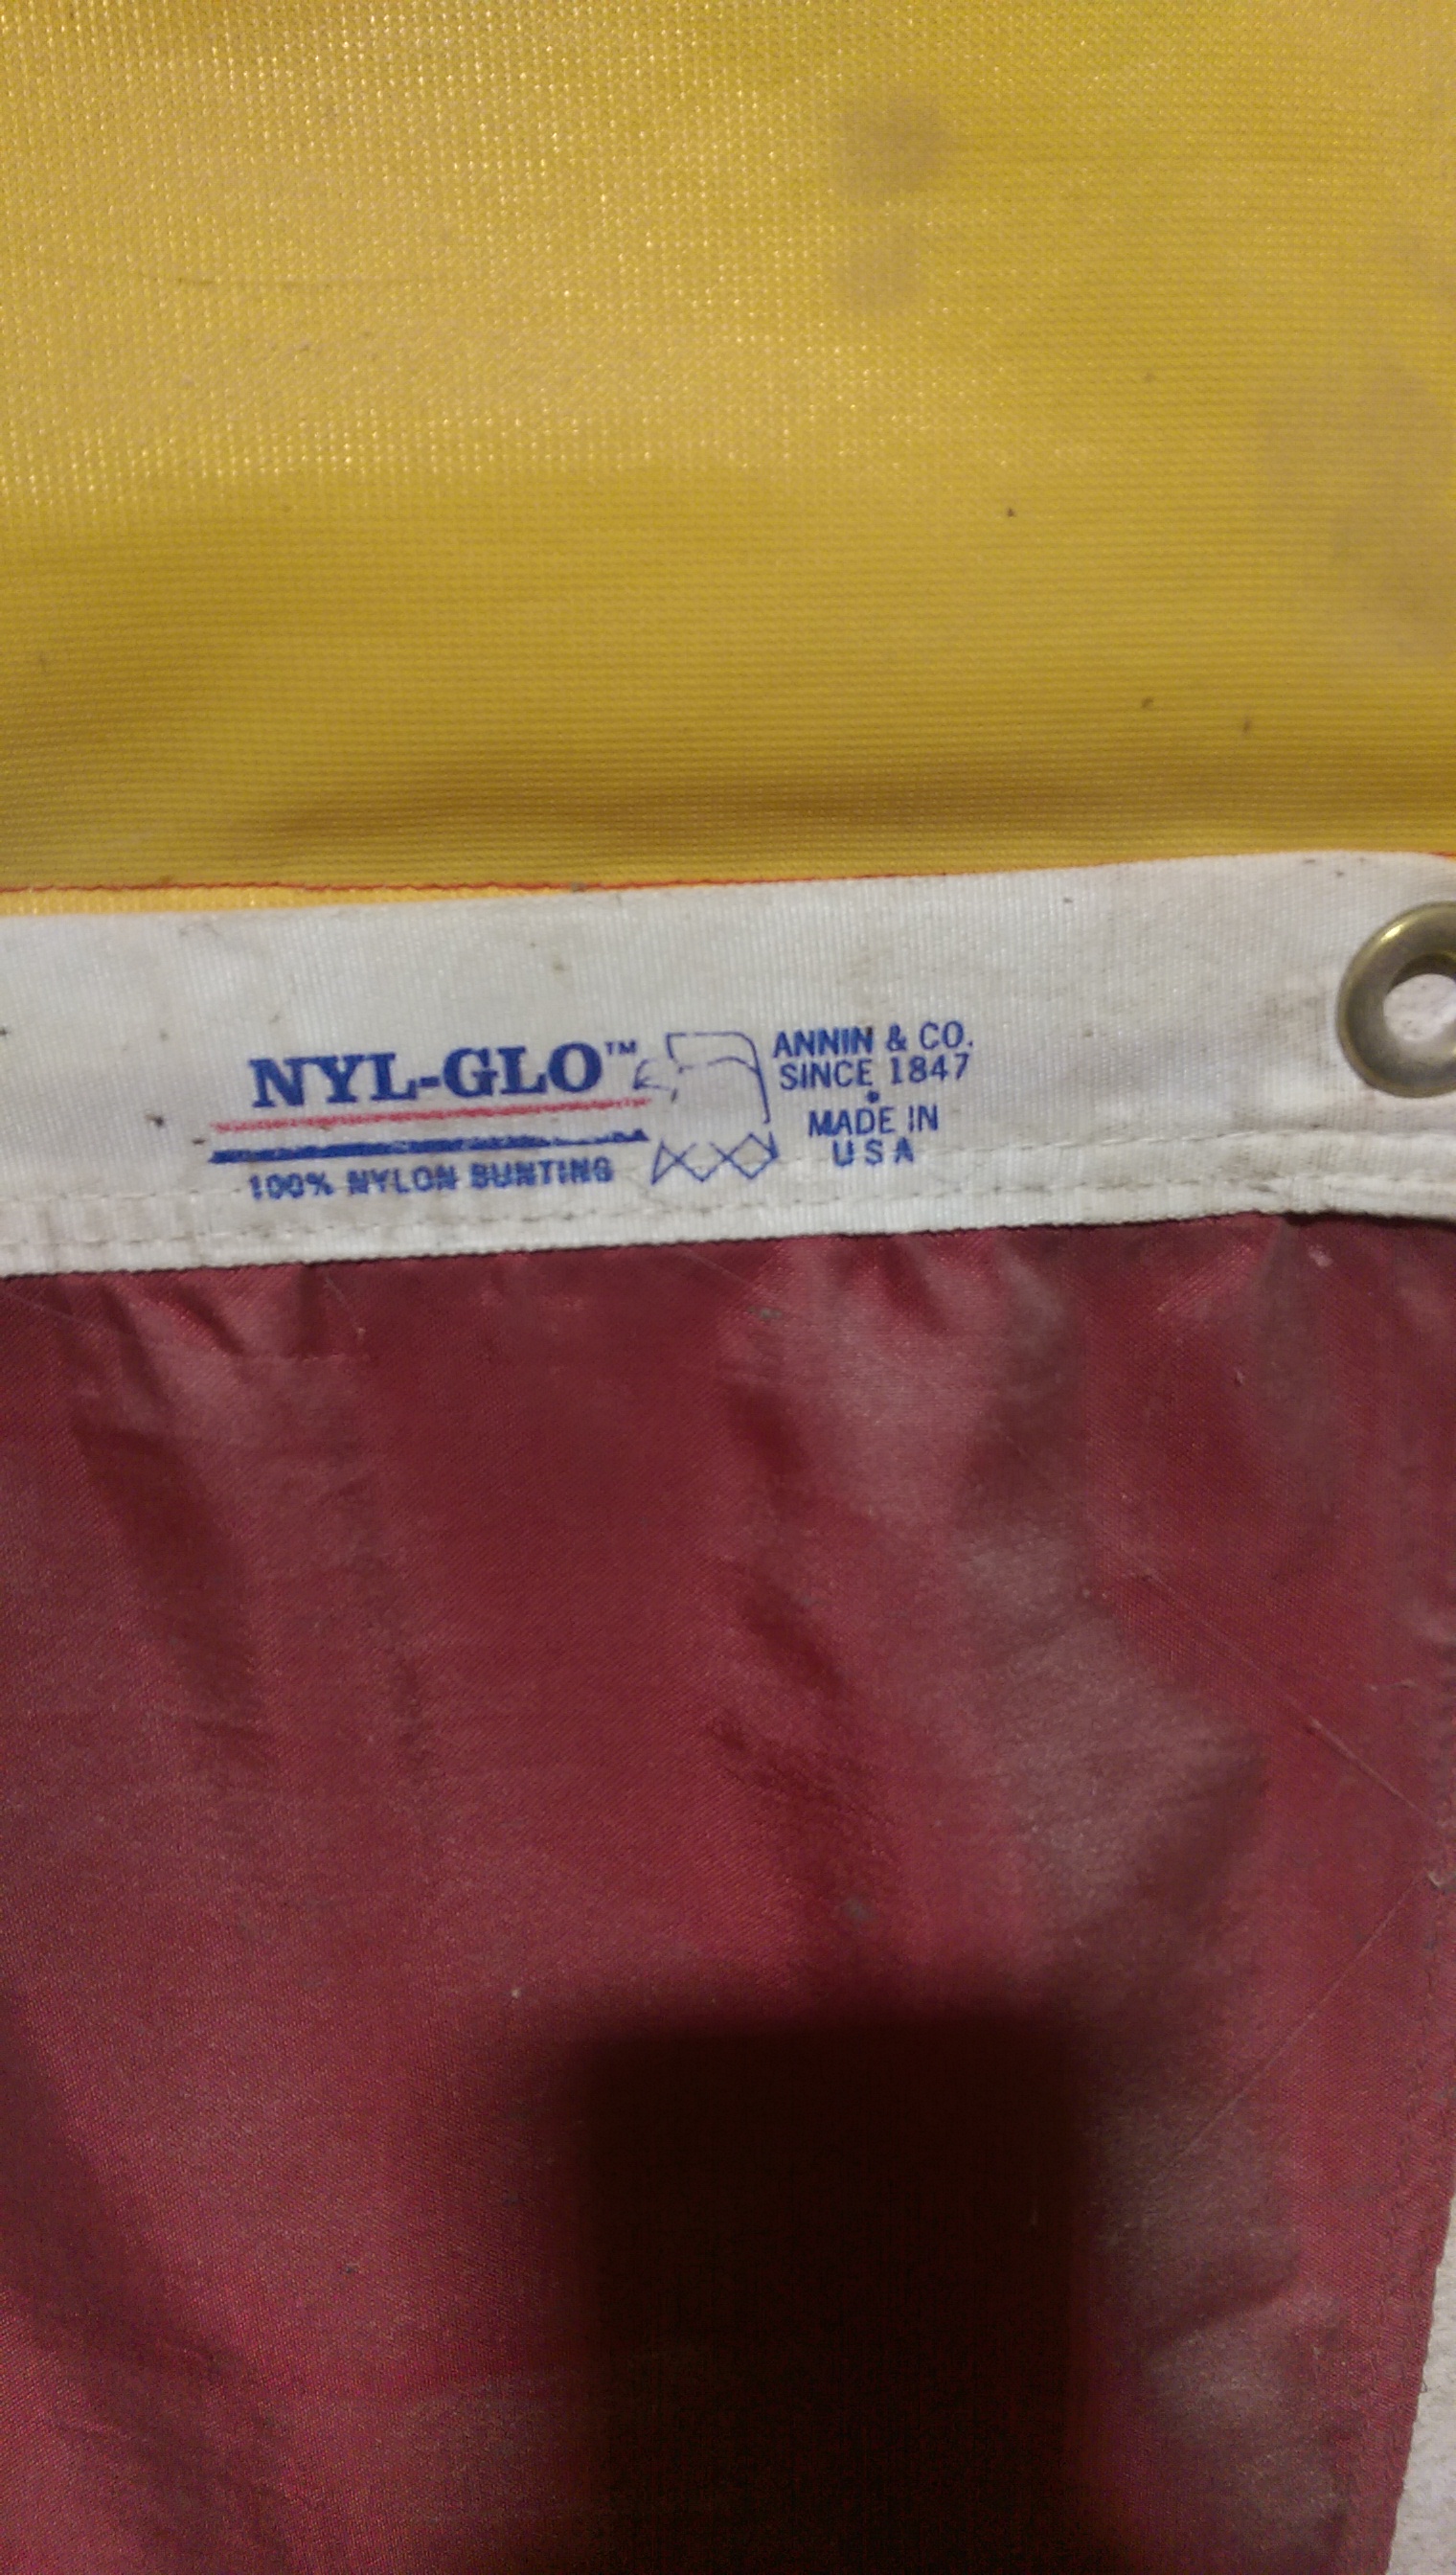 NYL-GLO™
100% NYLON BUNTING
ANNIN & CO.
SINCE 1847
•
MADE IN
USA